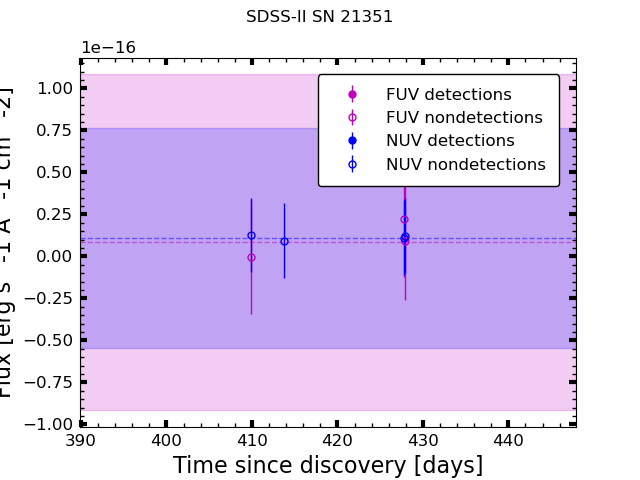 SDSS-II SN 21351
1e−16
1.00
0.75
0.50
0.25
0.00
−0.25
−0.50
−0.75
−1.00
FUV detections
FUV nondetections
NUV detections
NUV nondetections
390 400 410 420 430 440
Time since discovery [days]
Flux [erg s -1 A -1 cm -2]